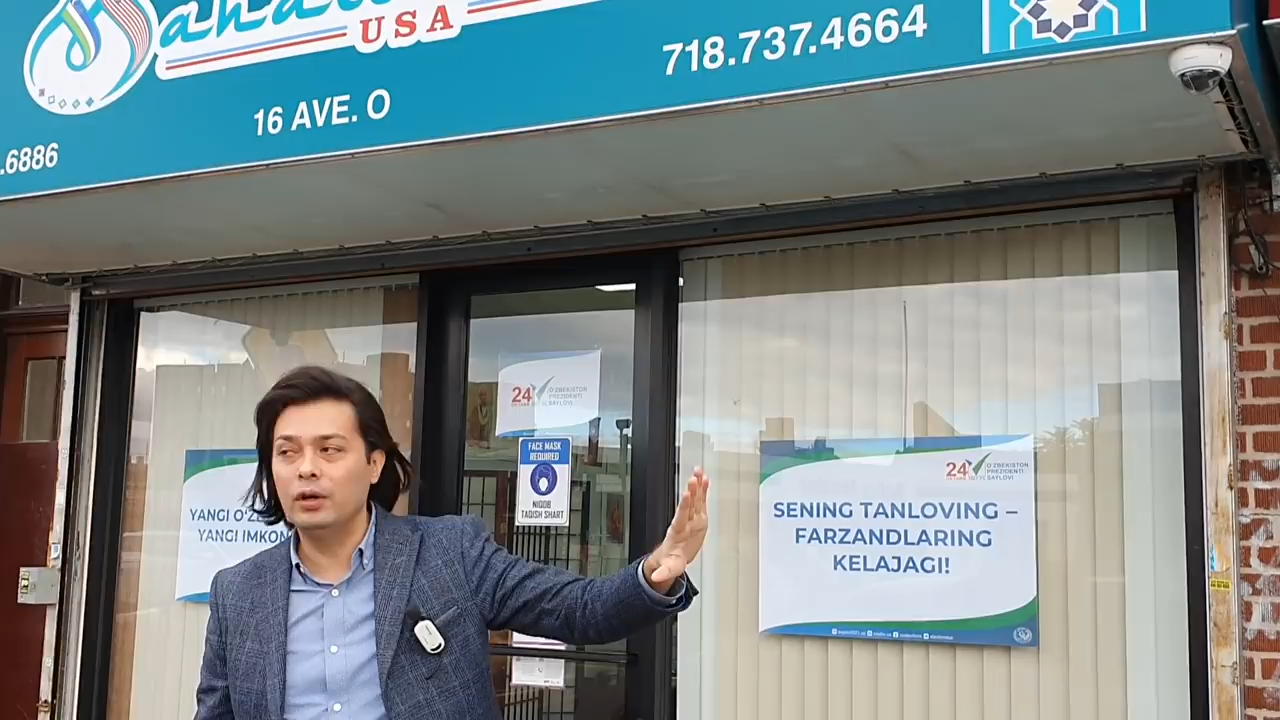 USA
718.737.4664
16 AVE. O
.6886
24
O'ZBEKISTON
PREZIDENTI
SAYLOVI
FACE MASK
REQUIRED
NIQOB
TAQISH SHART
YANGI O'ZB
YANGI IMKON
24
O'ZBEKISTON
PREZIDENTI
SAYLOVI
SENING TANLOVING –
FARZANDLARING
KELAJAGI!